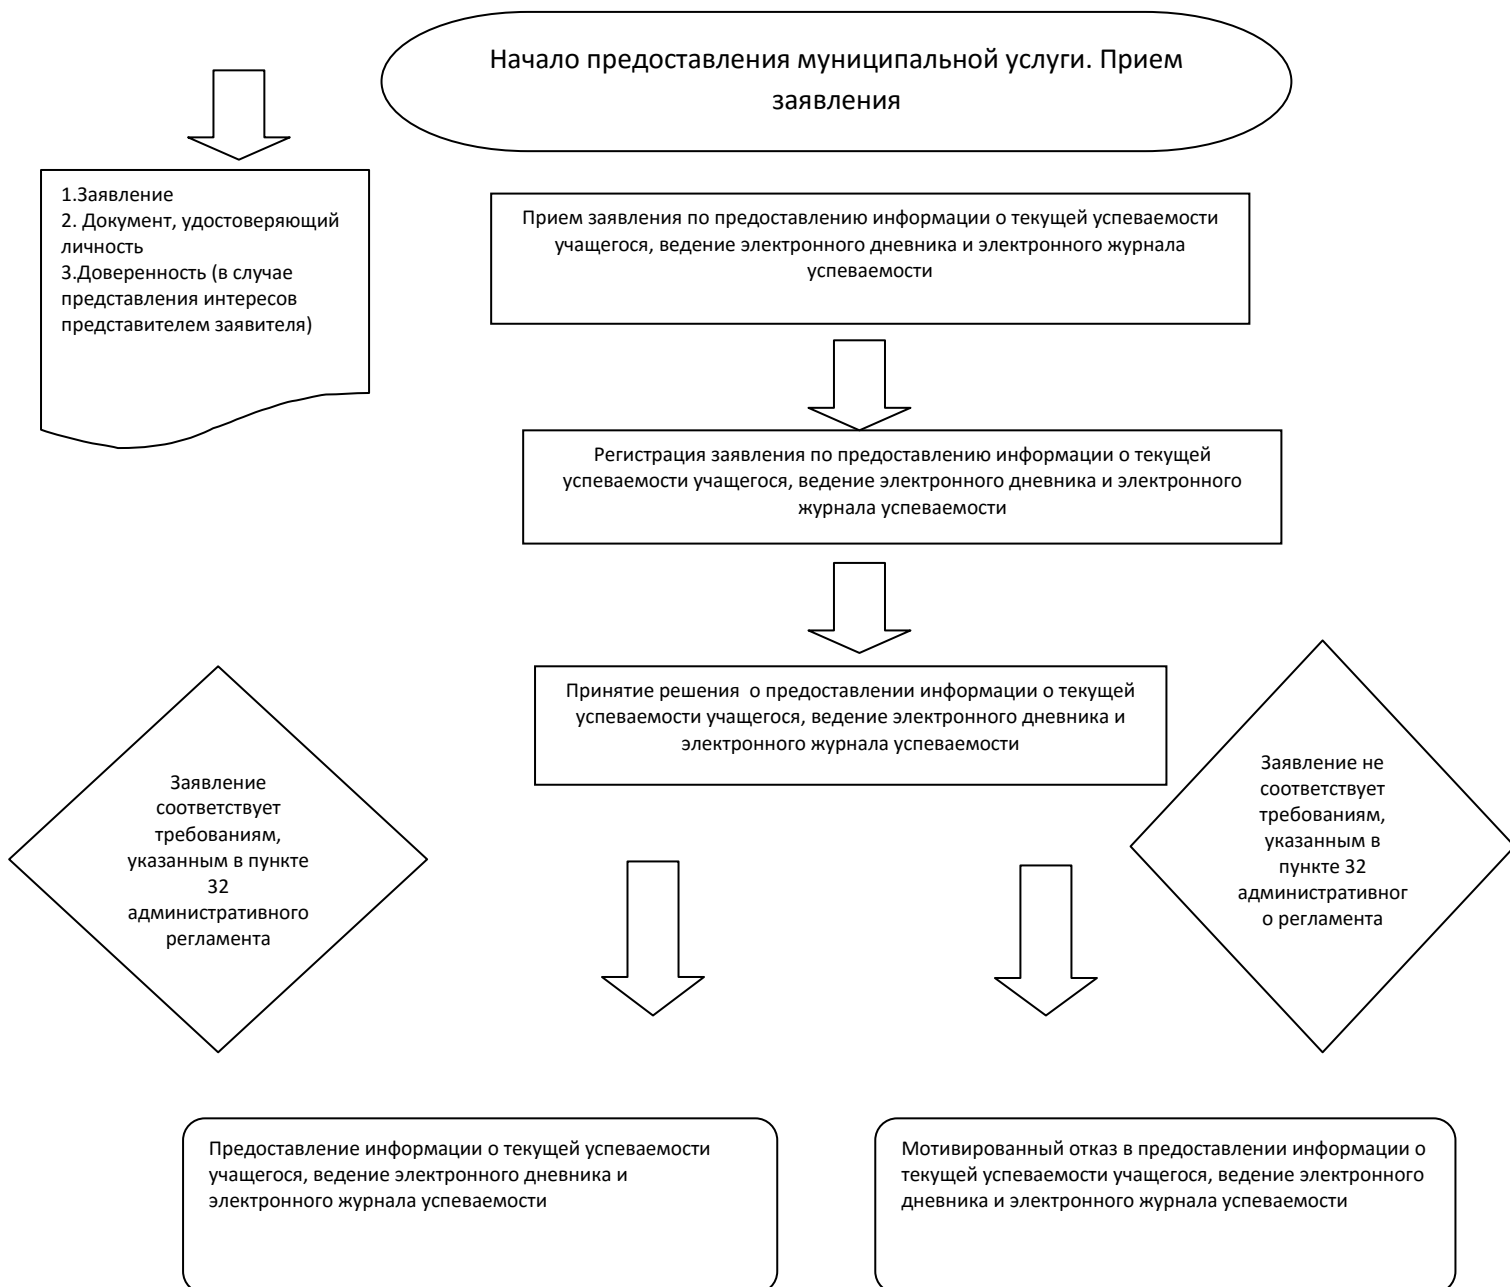 Начало предоставления муниципальной услуги. Прием
заявления
1.Заявление
2. Документ, удостоверяющий
личность
3.Доверенность (в случае
представления интересов
представителем заявителя)
Прием заявления по предоставлению информации о текущей успеваемости
учащегося, ведение электронного дневника и электронного журнала
успеваемости
Регистрация заявления по предоставлению информации о текущей
успеваемости учащегося, ведение электронного дневника и электронного
журнала успеваемости
Принятие решения  о предоставлении информации о текущей
успеваемости учащегося, ведение электронного дневника и
электронного журнала успеваемости
Заявление
соответствует
требованиям,
указанным в пункте
32
административного
регламента
Заявление не
соответствует
требованиям,
указанным в
пункте 32
административног
о регламента
Предоставление информации о текущей успеваемости
учащегося, ведение электронного дневника и
электронного журнала успеваемости
Мотивированный отказ в предоставлении информации о
текущей успеваемости учащегося, ведение электронного
дневника и электронного журнала успеваемости